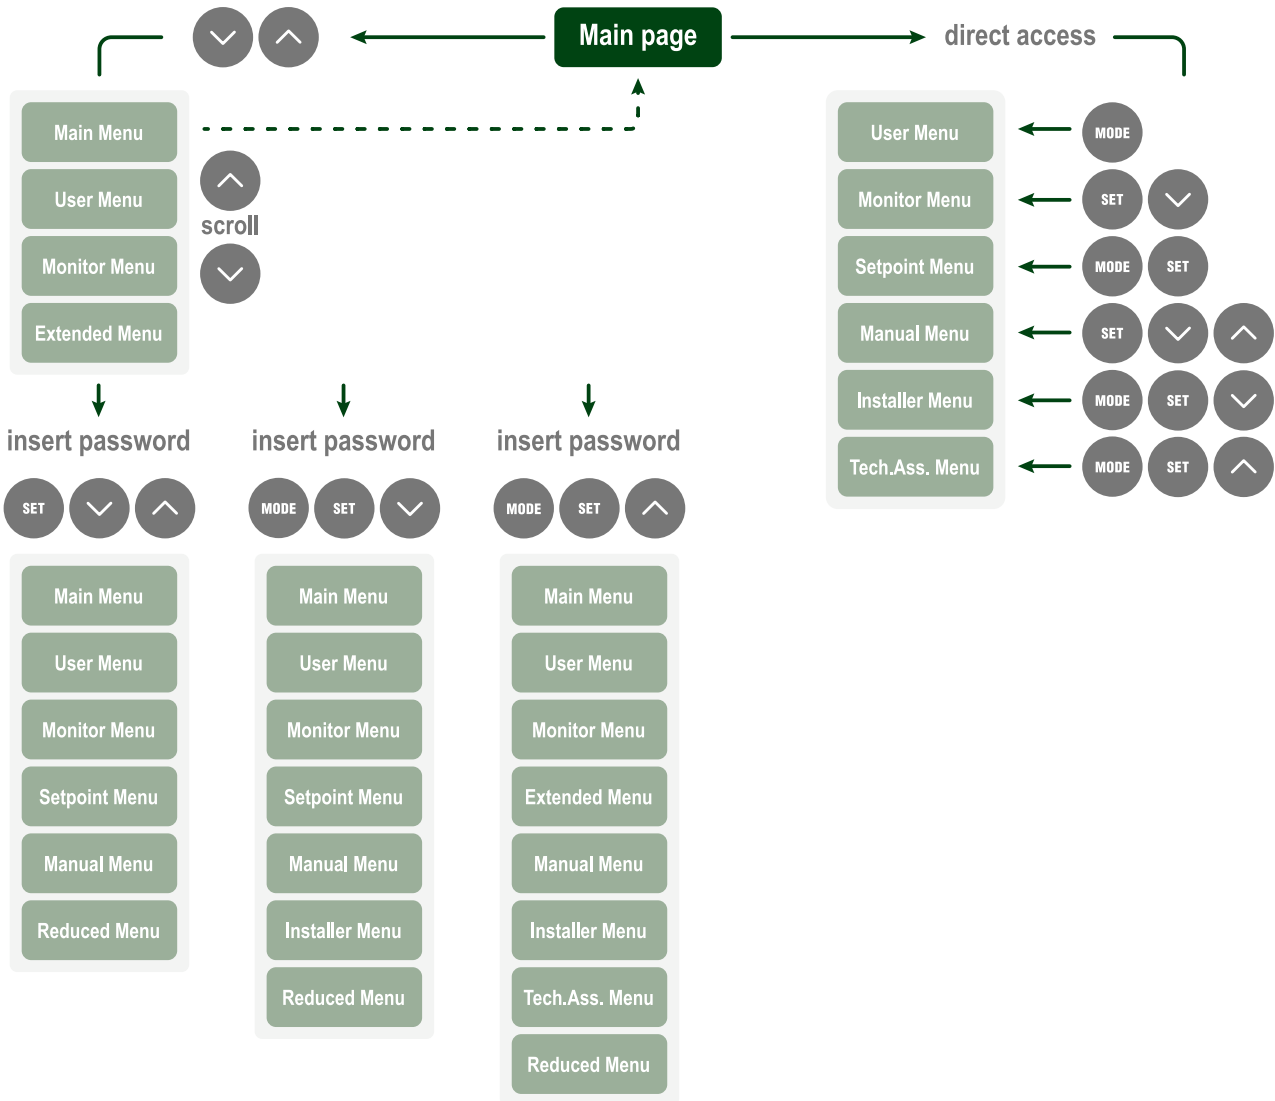 Main page
direct access
Main Menu
User Menu
Monitor Menu
Extended Menu
scroll
User Menu
MODE
Monitor Menu
SET
Setpoint Menu
MODE SET
Manual Menu
SET
Installer Menu
MODE SET
Tech.Ass. Menu
MODE SET
insert password
SET
Main Menu
User Menu
Monitor Menu
Setpoint Menu
Manual Menu
Reduced Menu
insert password
MODE SET
Main Menu
User Menu
Monitor Menu
Setpoint Menu
Manual Menu
Installer Menu
Reduced Menu
insert password
MODE SET
Main Menu
User Menu
Monitor Menu
Extended Menu
Manual Menu
Installer Menu
Tech.Ass. Menu
Reduced Menu